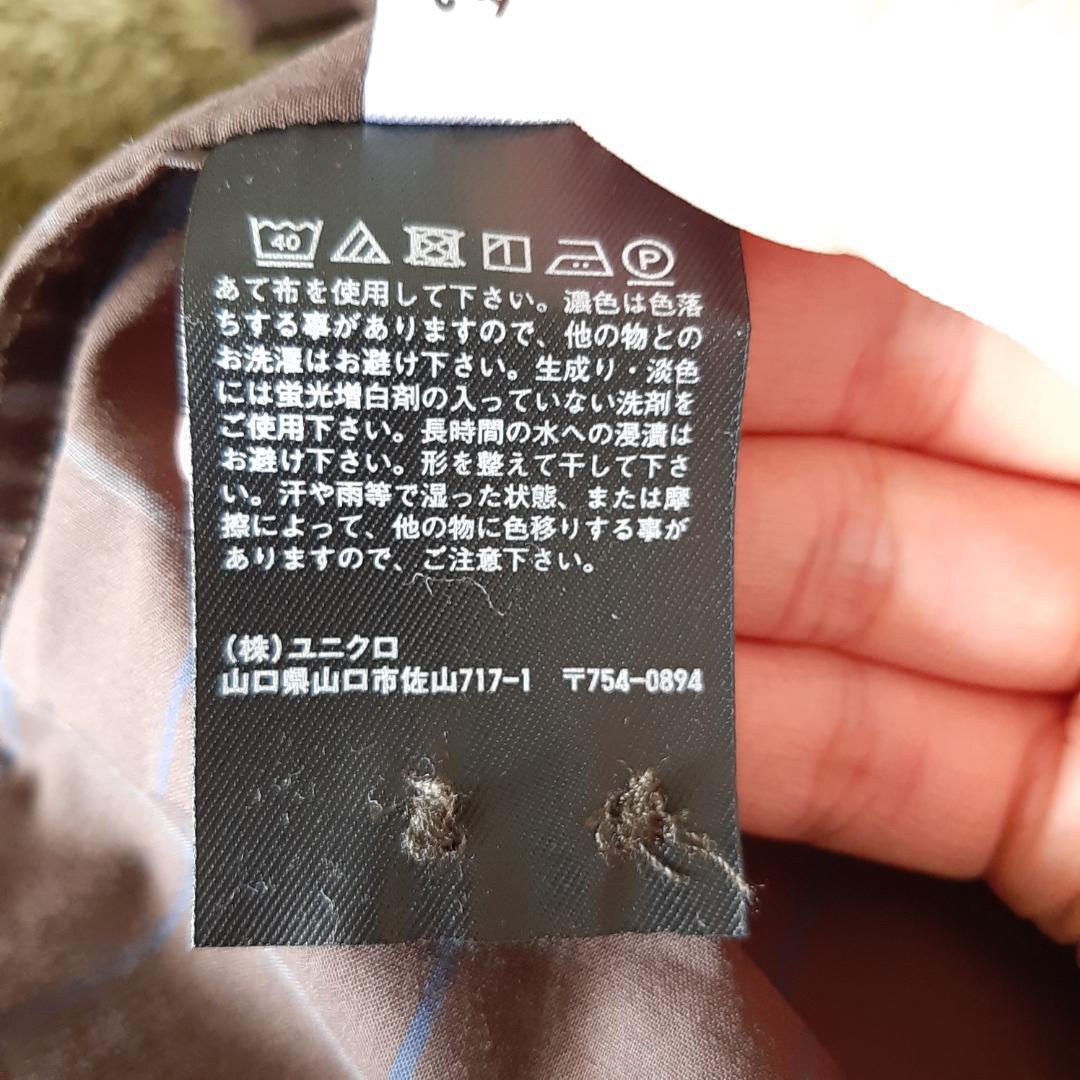 40 P
あて布を使用して下さい。濃色は色落
ちする事がありますので、他の物との
お洗濯はお避け下さい。生成り・淡色
には蛍光増白剤の入っていない洗剤を
ご使用下さい。長時間の水への浸漬は
お避け下さい。形を整えて干して下さ
い。汗や雨等で湿った状態、または摩
擦によって、他の物に色移りする事が
ありますので、ご注意下さい。
(株)ユニクロ
山口県山口市佐山717-1 〒754-0894